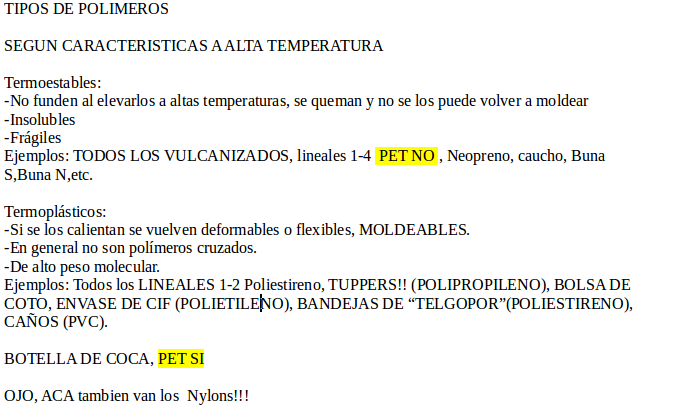 TIPOS DE POLIMEROS
SEGUN CARACTERISTICAS A ALTA TEMPERATURA
Termoestables:
-No funden al elevarlos a altas temperaturas, se queman y no se los puede volver a moldear
-Insolubles
-Frágiles
Ejemplos: TODOS LOS VULCANIZADOS, lineales 1-4 PET NO , Neopreno, caucho, Buna
S,Buna N,etc.
Termoplásticos:
-Si se los calientan se vuelven deformables o flexibles, MOLDEABLES.
-En general no son polímeros cruzados.
-De alto peso molecular.
Ejemplos: Todos los LINEALES 1-2 Poliestireno, TUPPERS!! (POLIPROPILENO), BOLSA DE
COTO, ENVASE DE CIF (POLIETILENO), BANDEJAS DE “TELGOPOR”(POLIESTIRENO),
CAÑOS (PVC).
BOTELLA DE COCA, PET SI
OJO, ACA tambien van los Nylons!!!